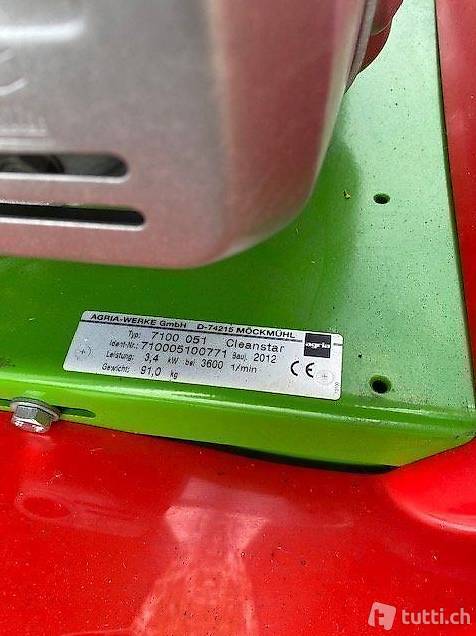 AGRIA-WERKE GmbH D-74215 MÖCKMÜHL
Typ: 7100 051 Cleanstar
Ident-Nr.: 710005100771 Bauj. 2012
Leistung: 3,4 kW bei 3600 1/min
Gewicht: 91,0 kg
agria
CE
tutti.ch